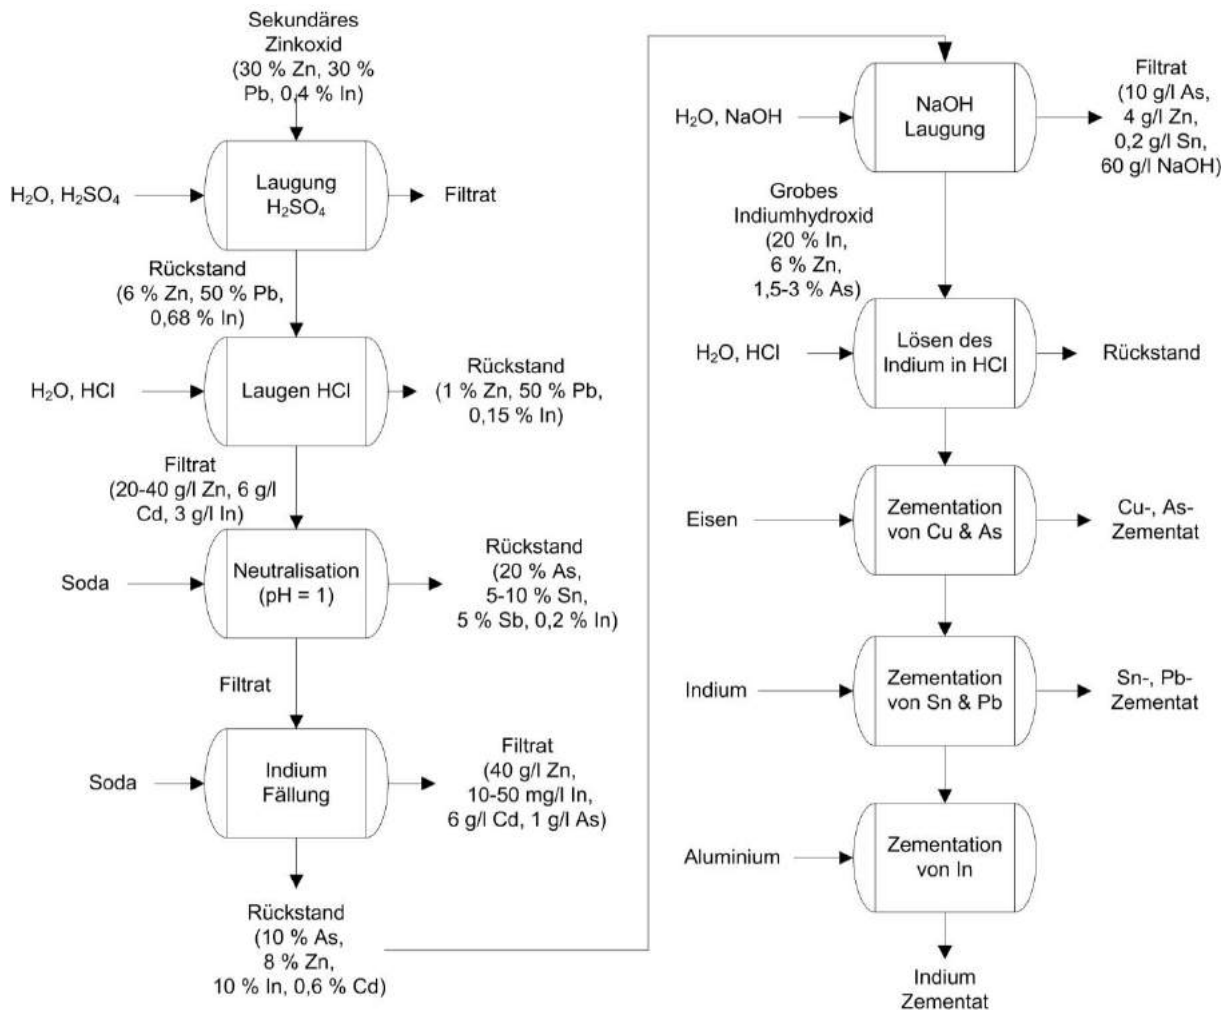 Sekundäres
Zinkoxid
(30 % Zn, 30 %
Pb, 0,4 % In)
H₂O, H₂SO₄
Laugung
H₂SO₄
Filtrat
Rückstand
(6 % Zn, 50 % Pb,
0,68 % In)
H₂O, HCl
Laugen HCl
Rückstand
(1 % Zn, 50 % Pb,
0,15 % In)
Filtrat
(20-40 g/l Zn, 6 g/l
Cd, 3 g/l In)
Soda
Neutralisation
(pH = 1)
Rückstand
(20 % As,
5-10 % Sn,
5 % Sb, 0,2 % In)
Filtrat
Soda
Indium
Fällung
Filtrat
(40 g/l Zn,
10-50 mg/l In,
6 g/l Cd, 1 g/l As)
Rückstand
(10 % As,
8 % Zn,
10 % In, 0,6 % Cd)
H₂O, NaOH
NaOH
Laugung
Filtrat
(10 g/l As,
4 g/l Zn,
0,2 g/l Sn,
60 g/l NaOH)
Grobes
Indiumhydroxid
(20 % In,
6 % Zn,
1,5-3 % As)
H₂O, HCl
Lösen des
Indium in HCl
Rückstand
Eisen
Zementation
von Cu & As
Cu-, As-
Zementat
Indium
Zementation
von Sn & Pb
Sn-, Pb-
Zementat
Aluminium
Zementation
von In
Indium
Zementat